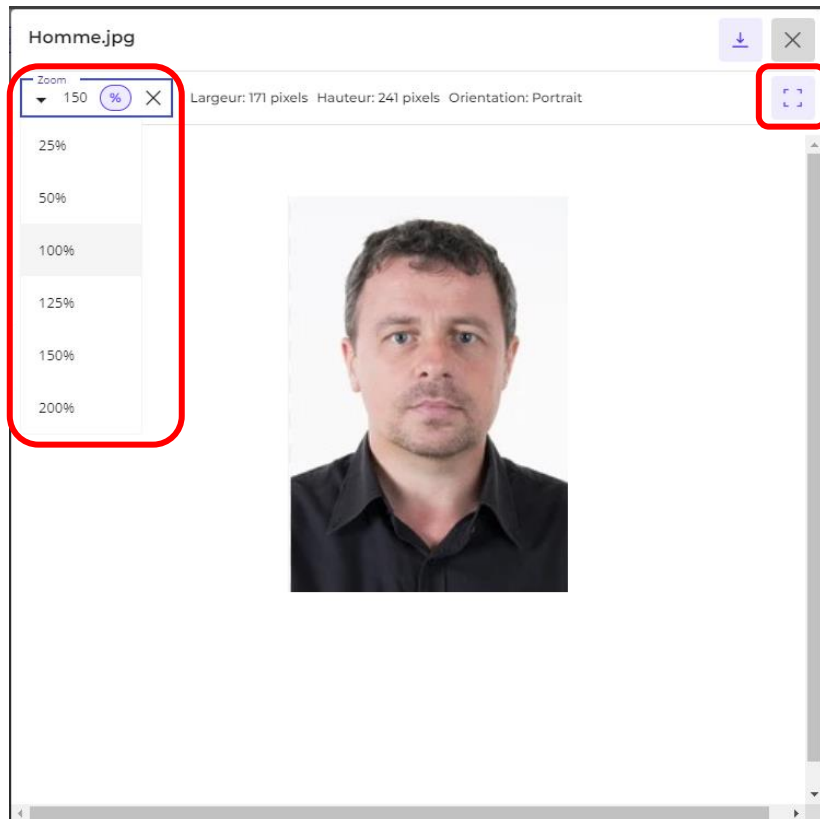 Homme.jpg
Zoom
150 %
Largeur: 171 pixels Hauteur: 241 pixels Orientation: Portrait
25%
50%
100%
125%
150%
200%